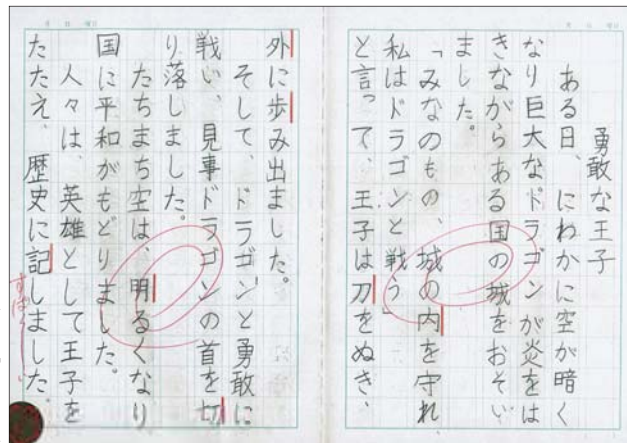 勇敢な王子
ある日、にわかに空が暗く
なり巨大なドラゴンが炎をは
きながらある国の城をおそい
ました。
「みなのもの、城の内を守れ、
私はドラゴンと戦う」
と言って、王子は刀をぬき、
外に歩み出ました。
そして、ドラゴンと勇敢に
戦い、見事ドラゴンの首を切
り落しました。
たちまち空は、明るくなり
国に平和がもどりました。
人々は、英雄として王子を
たたえ、歴史に記しました。
すばらしい